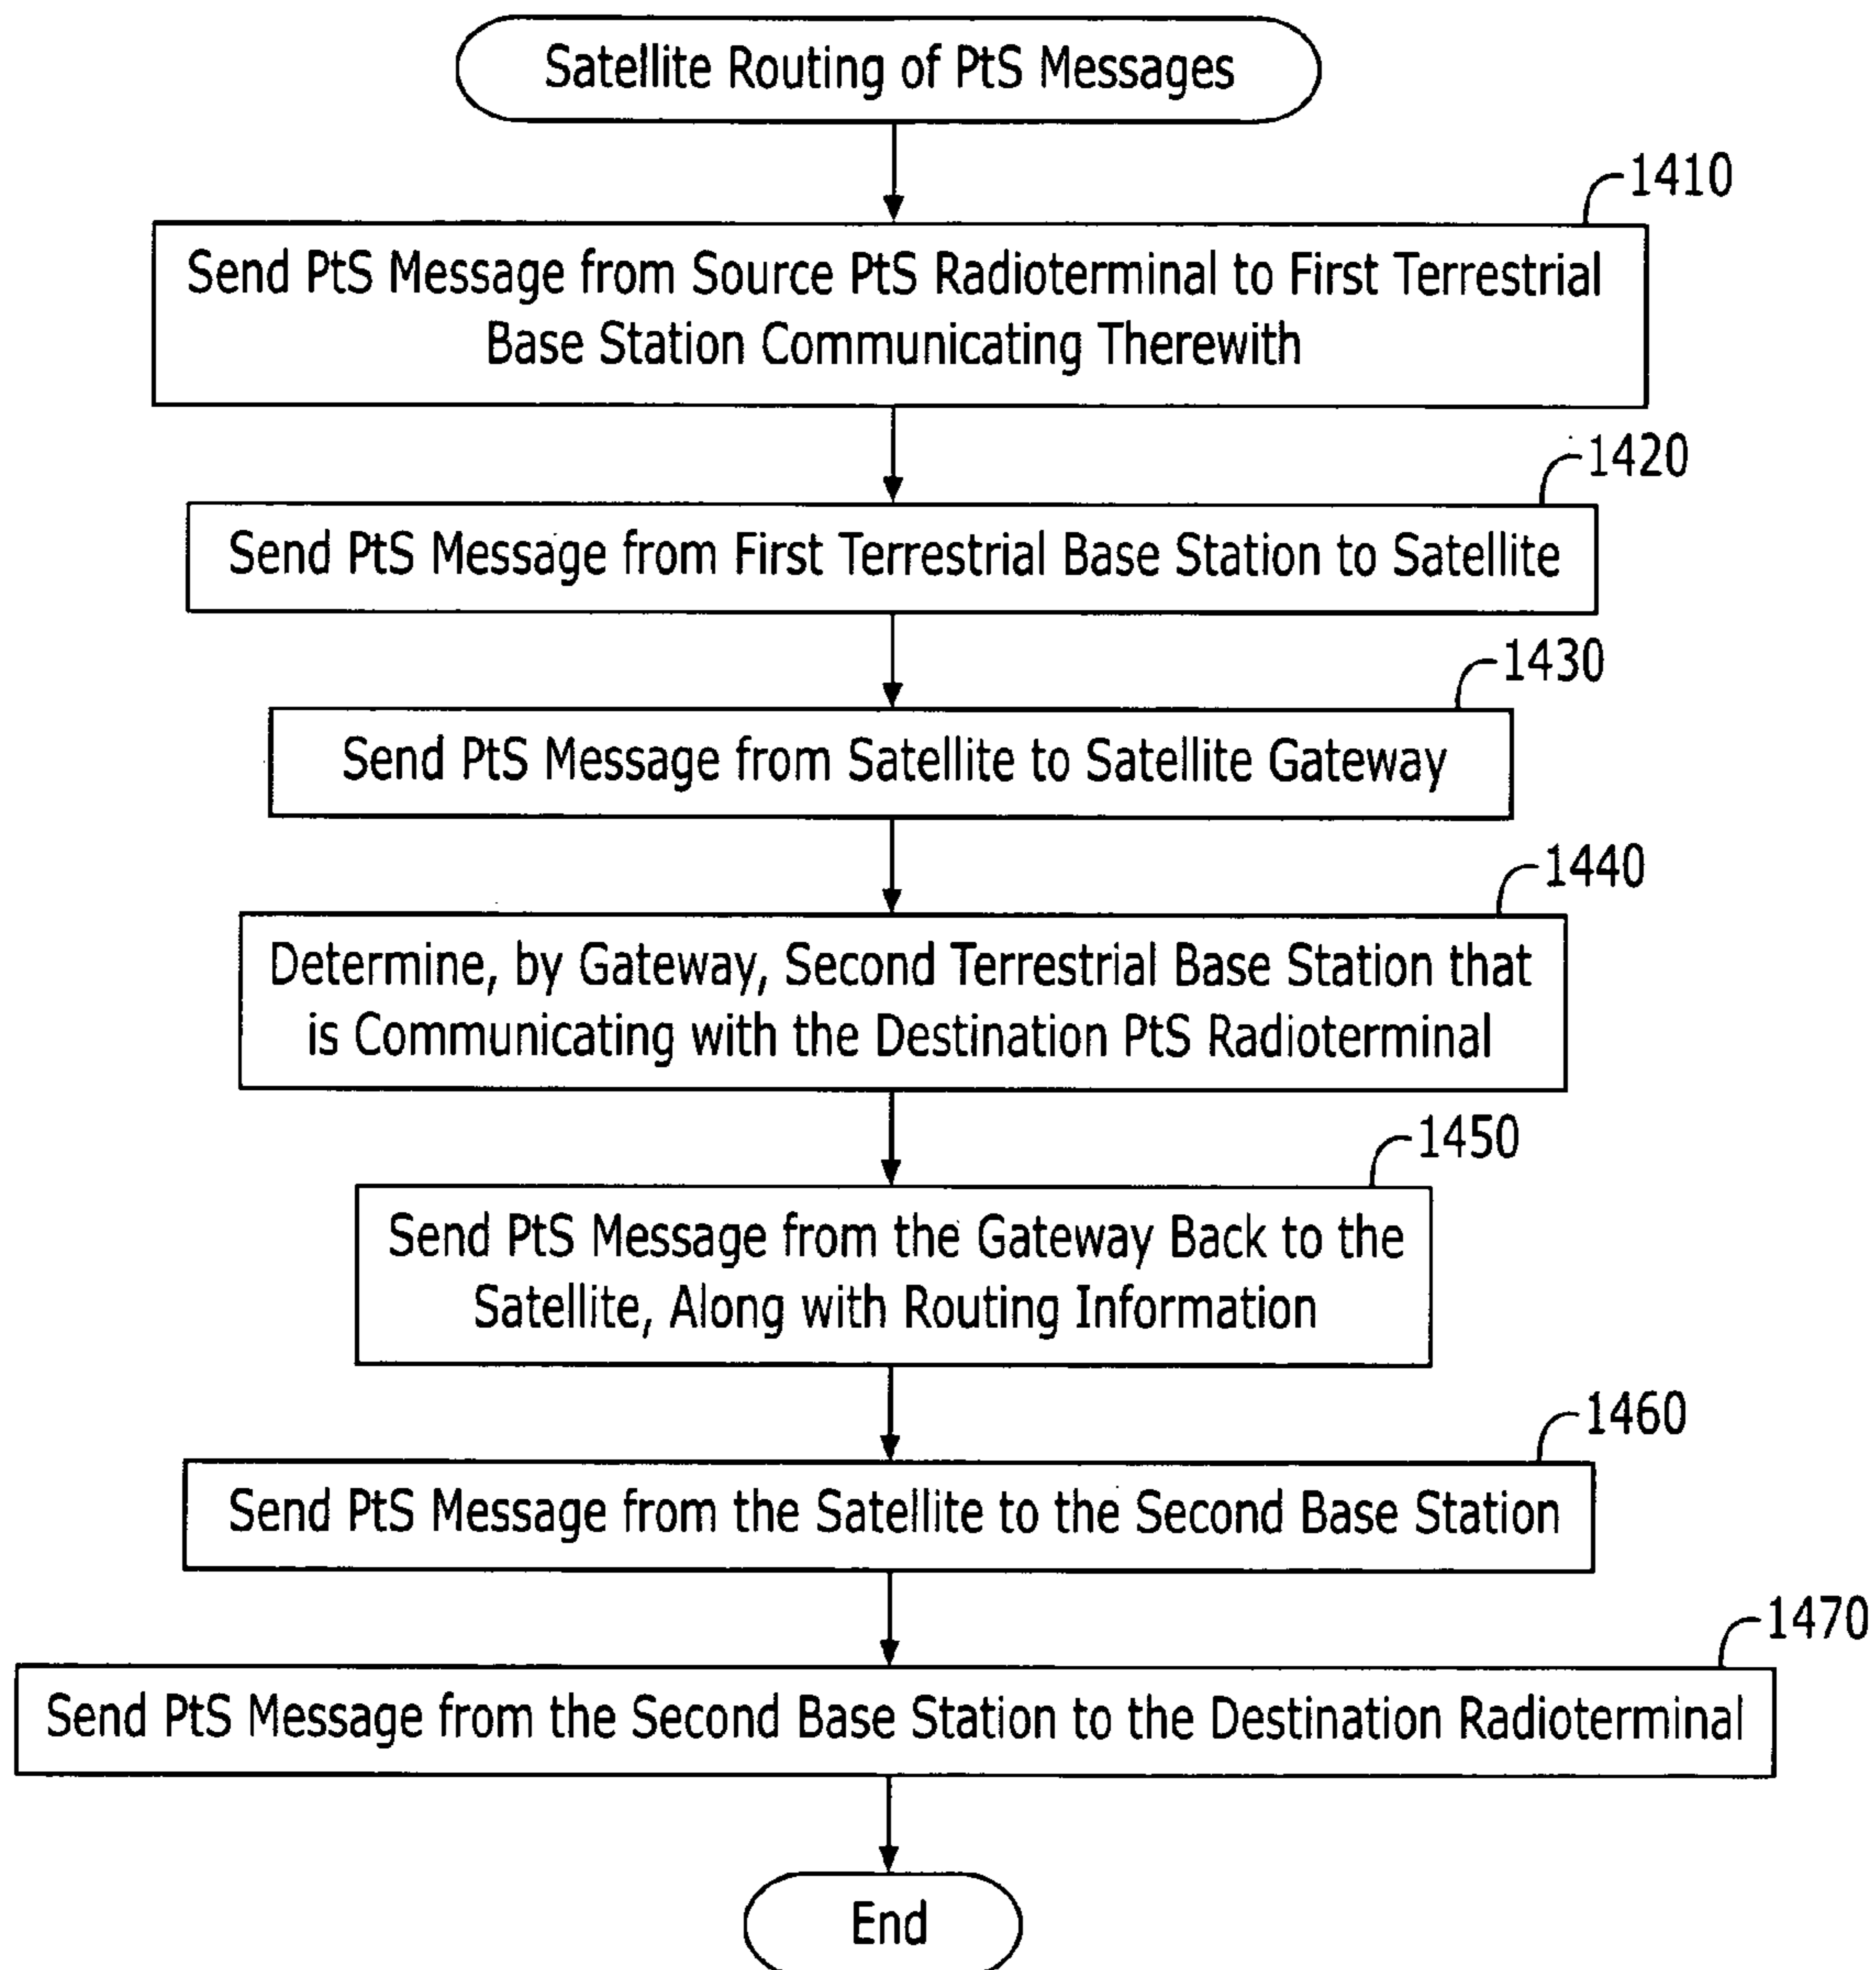 Satellite Routing of PtS Messages
1410
Send PtS Message from Source PtS Radioterminal to First Terrestrial
Base Station Communicating Therewith
1420
Send PtS Message from First Terrestrial Base Station to Satellite
1430
Send PtS Message from Satellite to Satellite Gateway
1440
Determine, by Gateway, Second Terrestrial Base Station that
is Communicating with the Destination PtS Radioterminal
1450
Send PtS Message from the Gateway Back to the
Satellite, Along with Routing Information
1460
Send PtS Message from the Satellite to the Second Base Station
1470
Send PtS Message from the Second Base Station to the Destination Radioterminal
End